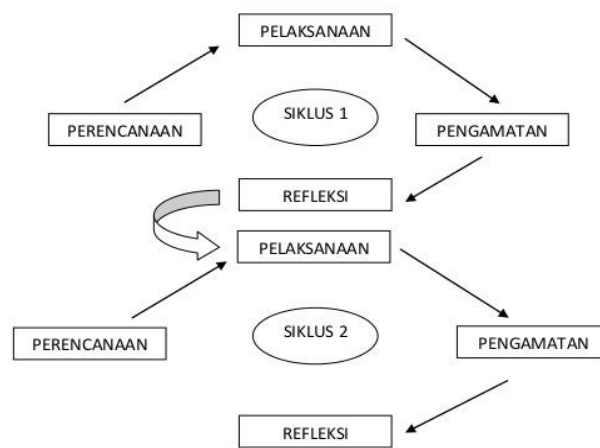 PELAKSANAAN
SIKLUS 1
PERENCANAAN
PENGAMATAN
REFLEKSI
PELAKSANAAN
SIKLUS 2
PERENCANAAN
PENGAMATAN
REFLEKSI